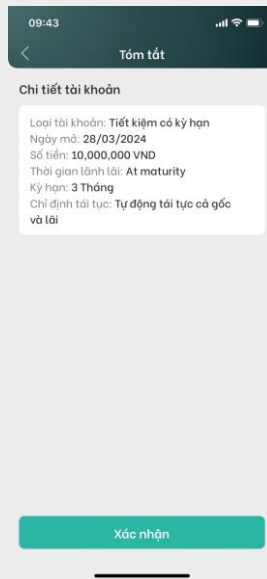 09:43
Tóm tắt
Chi tiết tài khoản
Loại tài khoản: Tiết kiệm có kỳ hạn
Ngày mở: 28/03/2024
Số tiền: 10,000,000 VND
Thời gian lãnh lãi: At maturity
Kỳ hạn: 3 Tháng
Chỉ định tái tục: Tự động tái tục cả gốc
và lãi
Xác nhận